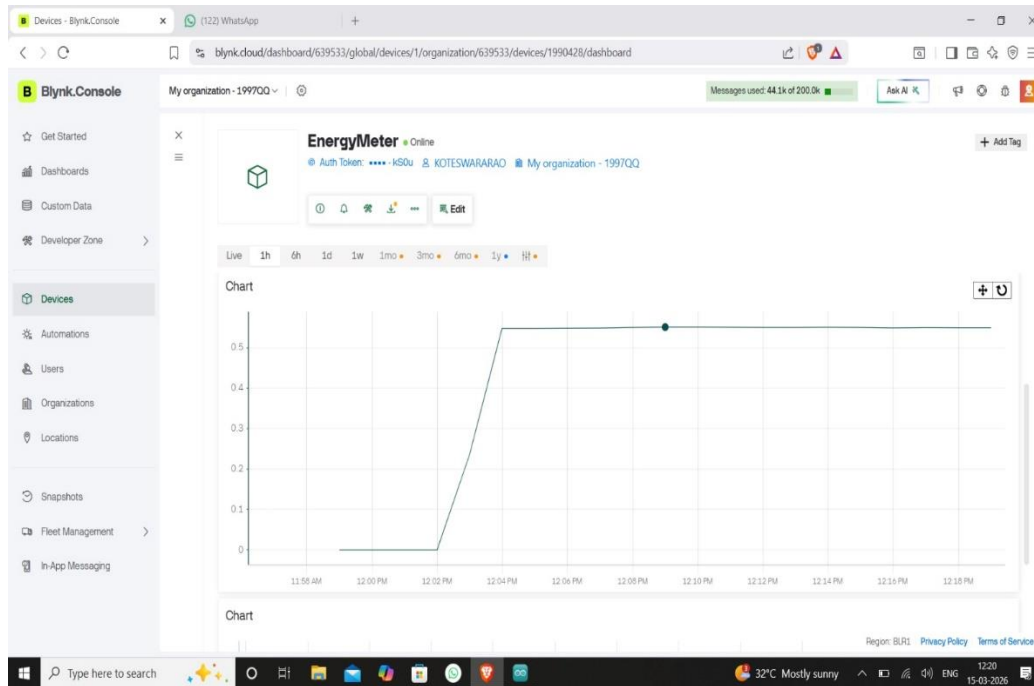 Devices - Blynk.Console
(122) WhatsApp
blynk.cloud/dashboard/639533/global/devices/1/organization/639533/devices/1990428/dashboard
B Blynk.Console
My organization - 1997QQ
Messages used: 44.1k of 200.0k
Ask AI
Get Started
Dashboards
Custom Data
Developer Zone
Devices
Automations
Users
Organizations
Locations
Snapshots
Fleet Management
In-App Messaging
EnergyMeter Online
Auth Token: •••• - kS0u KOTESWARARAO My organization - 1997QQ
+ Add Tag
Edit
Live 1h 6h 1d 1w 1mo 3mo 6mo 1y
Chart
0.5
0.4
0.3
0.2
0.1
0
11:58 AM 12:00 PM 12:02 PM 12:04 PM 12:06 PM 12:08 PM 12:10 PM 12:12 PM 12:14 PM 12:16 PM 12:18 PM
Chart
Region: BLR1 Privacy Policy Terms of Service
Type here to search
32°C Mostly sunny
ENG
12:20
15-03-2026